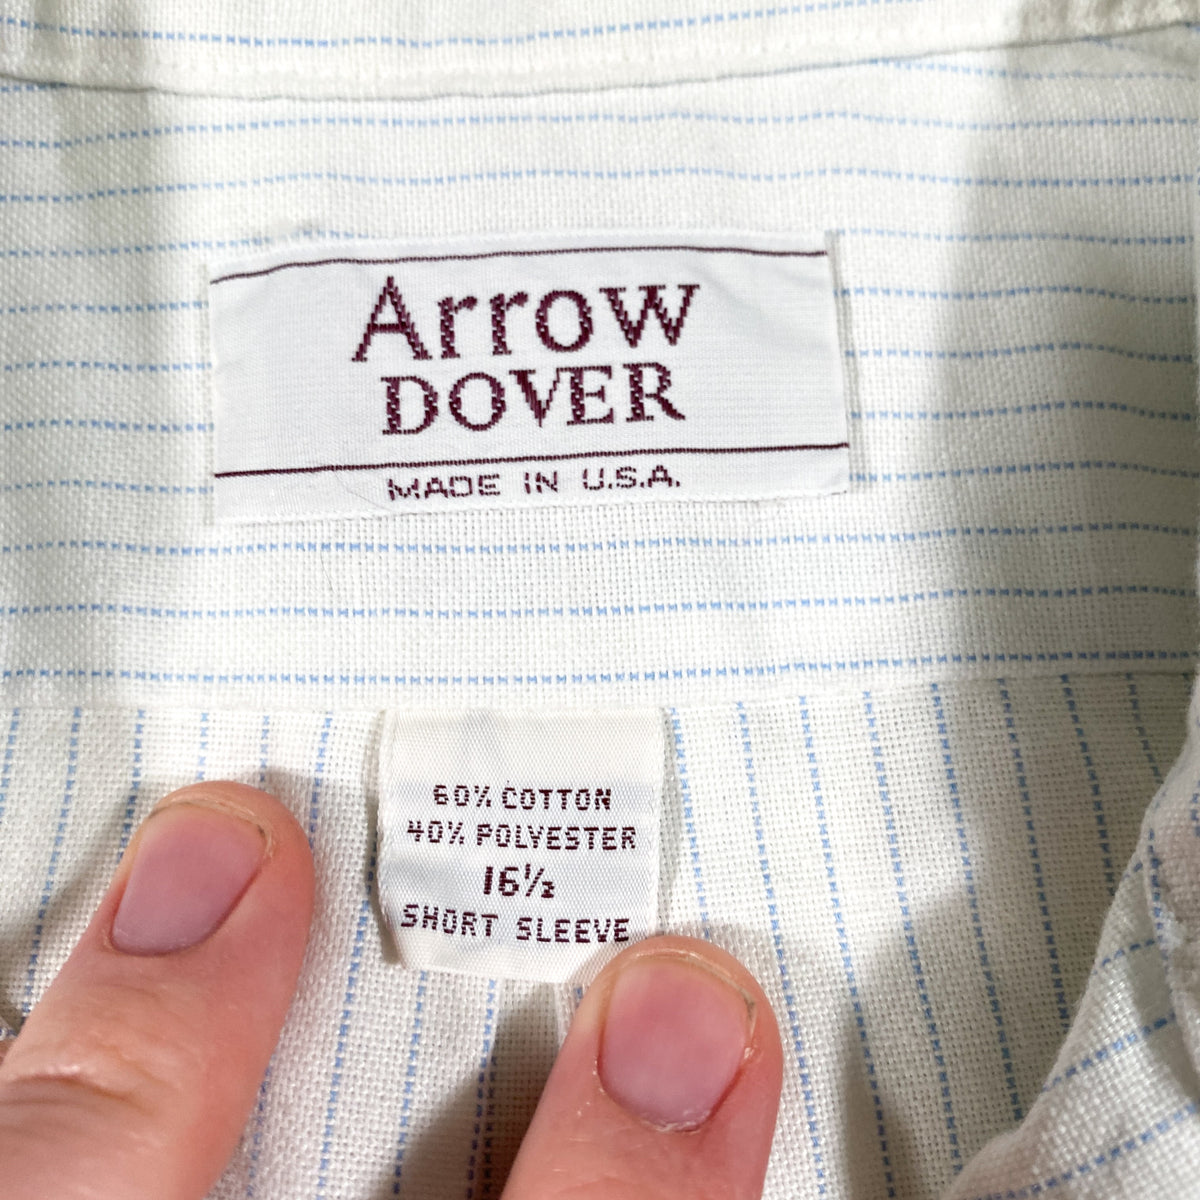 Arrow
DOVER
MADE IN U.S.A.
60% COTTON
40% POLYESTER
16½
SHORT SLEEVE